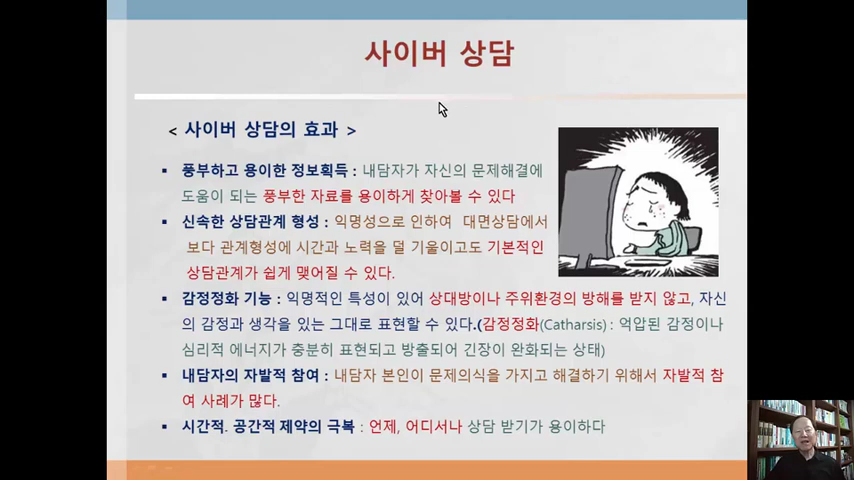 사이버 상담
< 사이버 상담의 효과 >
▪ 풍부하고 용이한 정보획득 : 내담자가 자신의 문제해결에
도움이 되는 풍부한 자료를 용이하게 찾아볼 수 있다
▪ 신속한 상담관계 형성 : 익명성으로 인하여 대면상담에서
보다 관계형성에 시간과 노력을 덜 기울이고도 기본적인
상담관계가 쉽게 맺어질 수 있다.
▪ 감정정화 기능 : 익명적인 특성이 있어 상대방이나 주위환경의 방해를 받지 않고, 자신
의 감정과 생각을 있는 그대로 표현할 수 있다.(감정정화(Catharsis) : 억압된 감정이나
심리적 에너지가 충분히 표현되고 방출되어 긴장이 완화되는 상태)
▪ 내담자의 자발적 참여 : 내담자 본인이 문제의식을 가지고 해결하기 위해서 자발적 참
여 사례가 많다.
▪ 시간적. 공간적 제약의 극복 : 언제, 어디서나 상담 받기가 용이하다